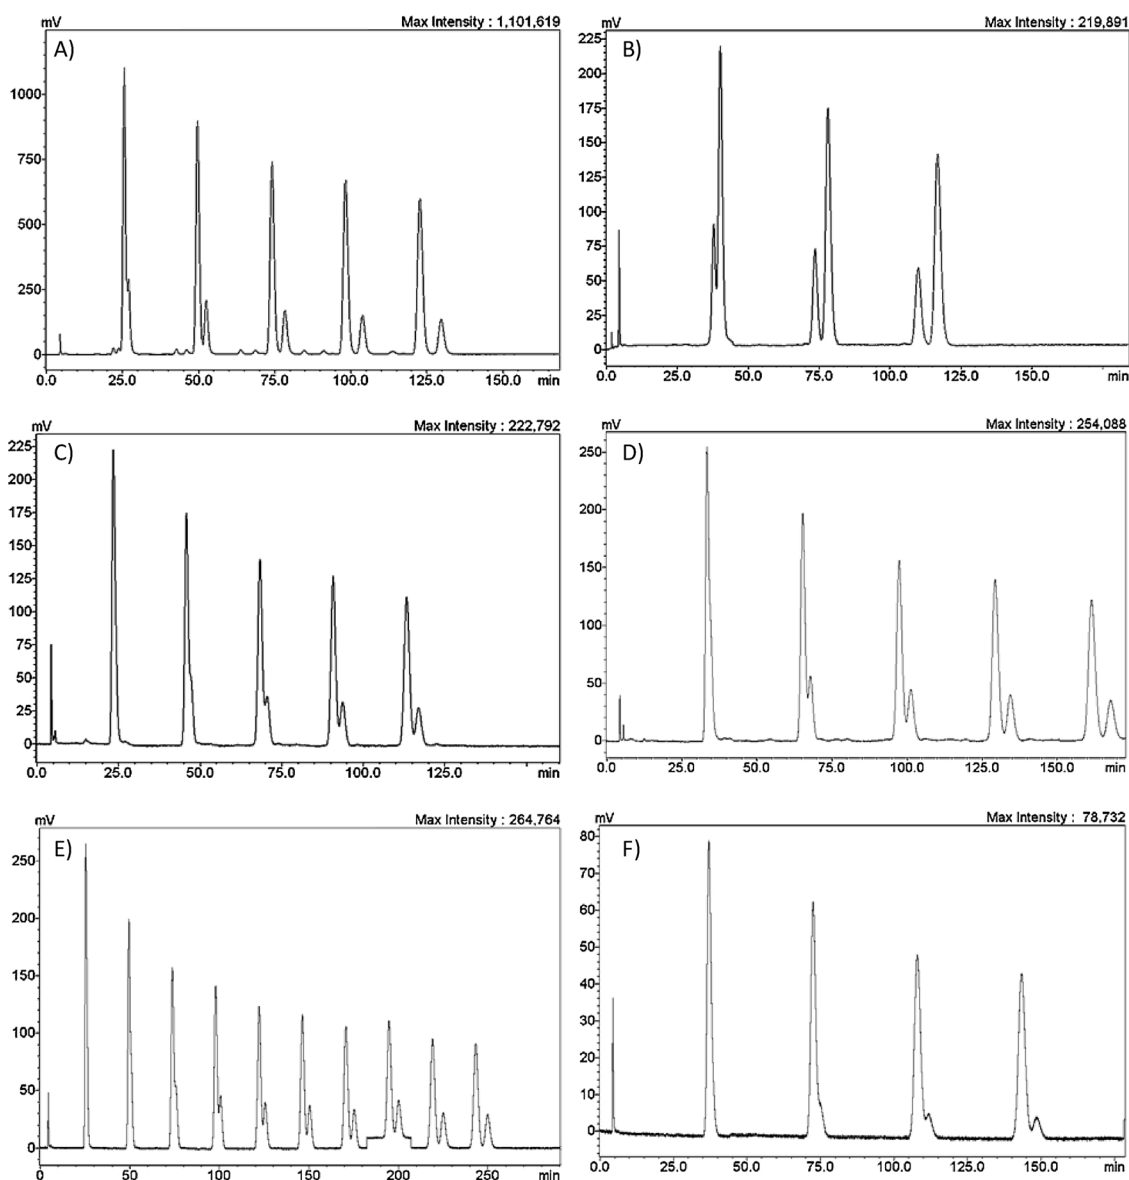 mV Max Intensity : 1,101,619
A)
1000
750
500
250
0
0.0 25.0 50.0 75.0 100.0 125.0 150.0 min
mV Max Intensity : 219,891
B)
225
200
175
150
125
100
75
50
25
0
0.0 25.0 50.0 75.0 100.0 125.0 150.0 min
mV Max Intensity : 222,792
C)
225
200
175
150
125
100
75
50
25
0
0.0 25.0 50.0 75.0 100.0 125.0 min
mV Max Intensity : 254,088
D)
250
200
150
100
50
0
0.0 25.0 50.0 75.0 100.0 125.0 150.0 min
mV Max Intensity : 264,764
E)
250
200
150
100
50
0
0 50 100 150 200 250 min
mV Max Intensity : 78,732
F)
80
70
60
50
40
30
20
10
0
0.0 25.0 50.0 75.0 100.0 125.0 150.0 min